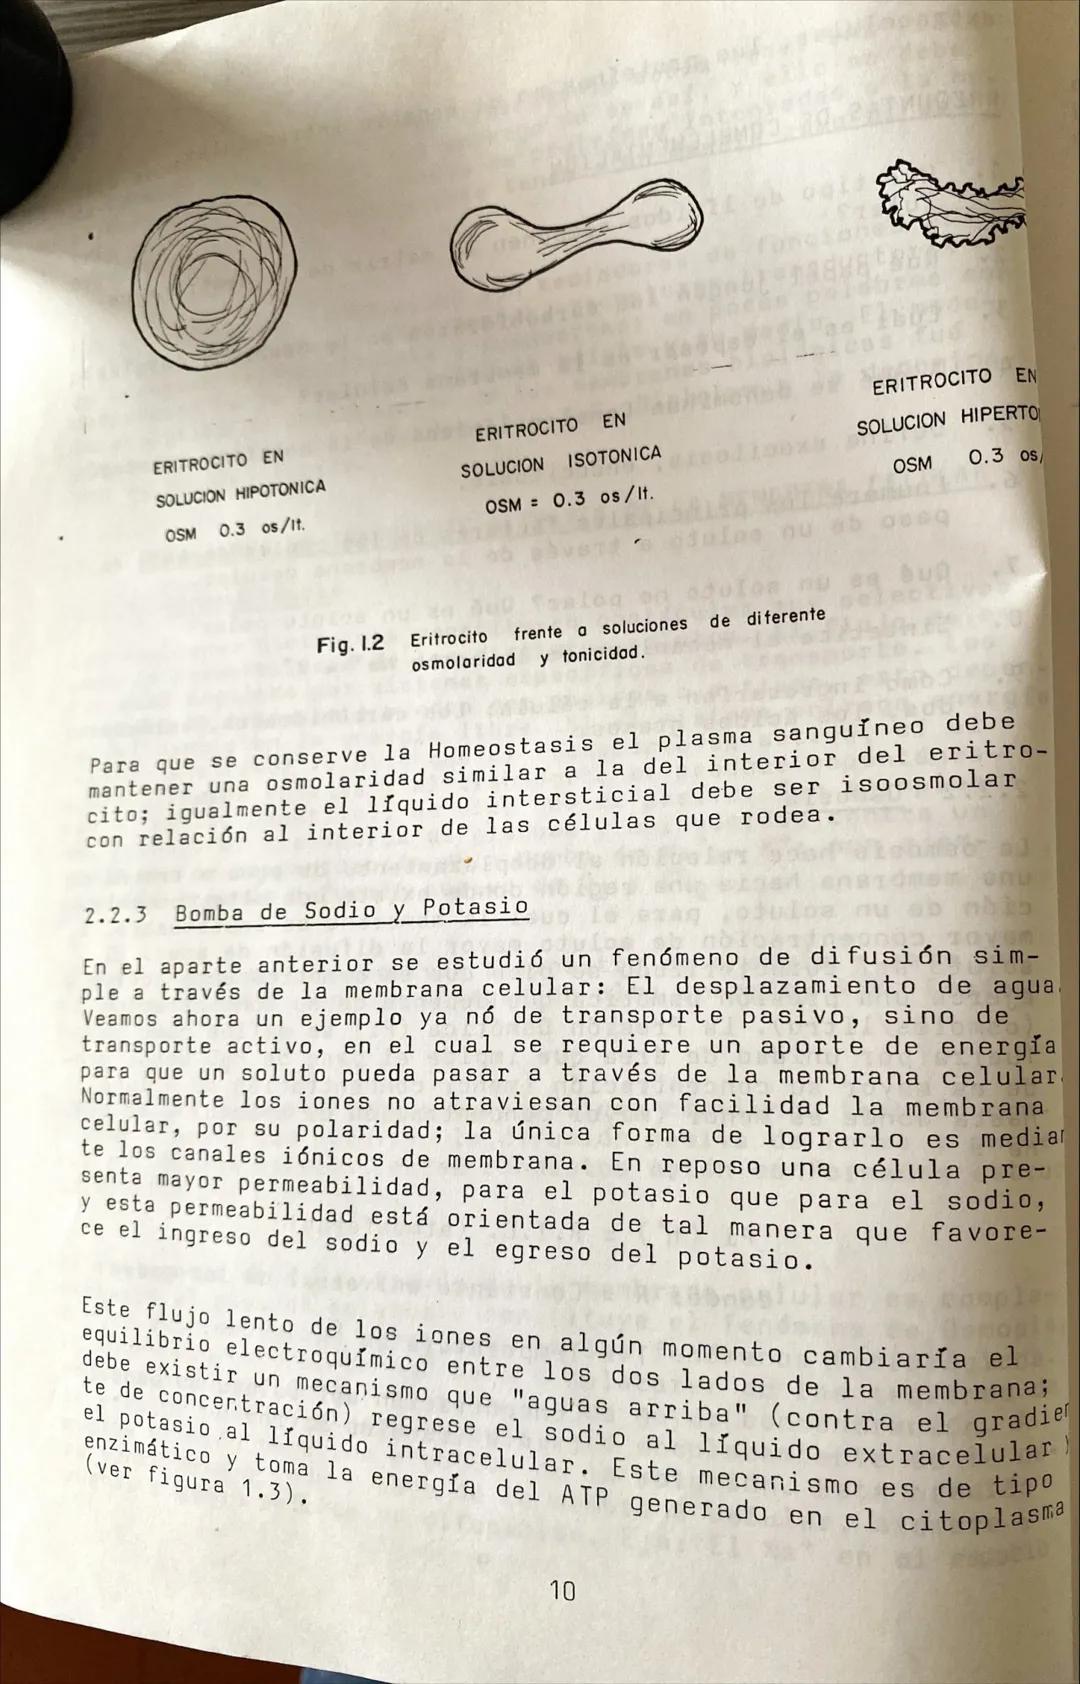 ERITROCITO EN
SOLUCION HIPOTONICA
OSM 0.3 os/lt.
ERITROCITO EN
SOLUCION ISOTONICA
OSM = 0.3 os/lt.
ERITROCITO EN
SOLUCION HIPERTO
OSM 0.3 os/
Fig. 1.2 Eritrocito frente a soluciones de diferente
osmolaridad y tonicidad.
Para que se conserve la Homeostasis el plasma sanguíneo debe
mantener una osmolaridad similar a la del interior del eritro-
cito; igualmente el líquido intersticial debe ser isoosmolar
con relación al interior de las células que rodea.
2.2.3 Bomba de Sodio y Potasio
En el aparte anterior se estudió un fenómeno de difusión sim-
ple a través de la membrana celular: El desplazamiento de agua.
Veamos ahora un ejemplo ya nó de transporte pasivo, sino de
transporte activo, en el cual se requiere un aporte de energía
para que un soluto pueda pasar a través de la membrana celular.
Normalmente los iones no atraviesan con facilidad la membrana
celular, por su polaridad; la única forma de lograrlo es median
te los canales iónicos de membrana. En reposo una célula pre-
senta mayor permeabilidad, para el potasio que para el sodio,
y esta permeabilidad está orientada de tal manera que favore-
ce el ingreso del sodio y el egreso del potasio.
Este flujo lento de los iones en algún momento cambiaría el
equilibrio electroquímico entre los dos lados de la membrana;
debe existir un mecanismo que "aguas arriba" (contra el gradien
te de concentración) regrese el sodio al líquido extracelular y
el potasio al líquido intracelular. Este mecanismo es de tipo
enzimático y toma la energía del ATP generado en el citoplasma
(ver figura 1.3).
10